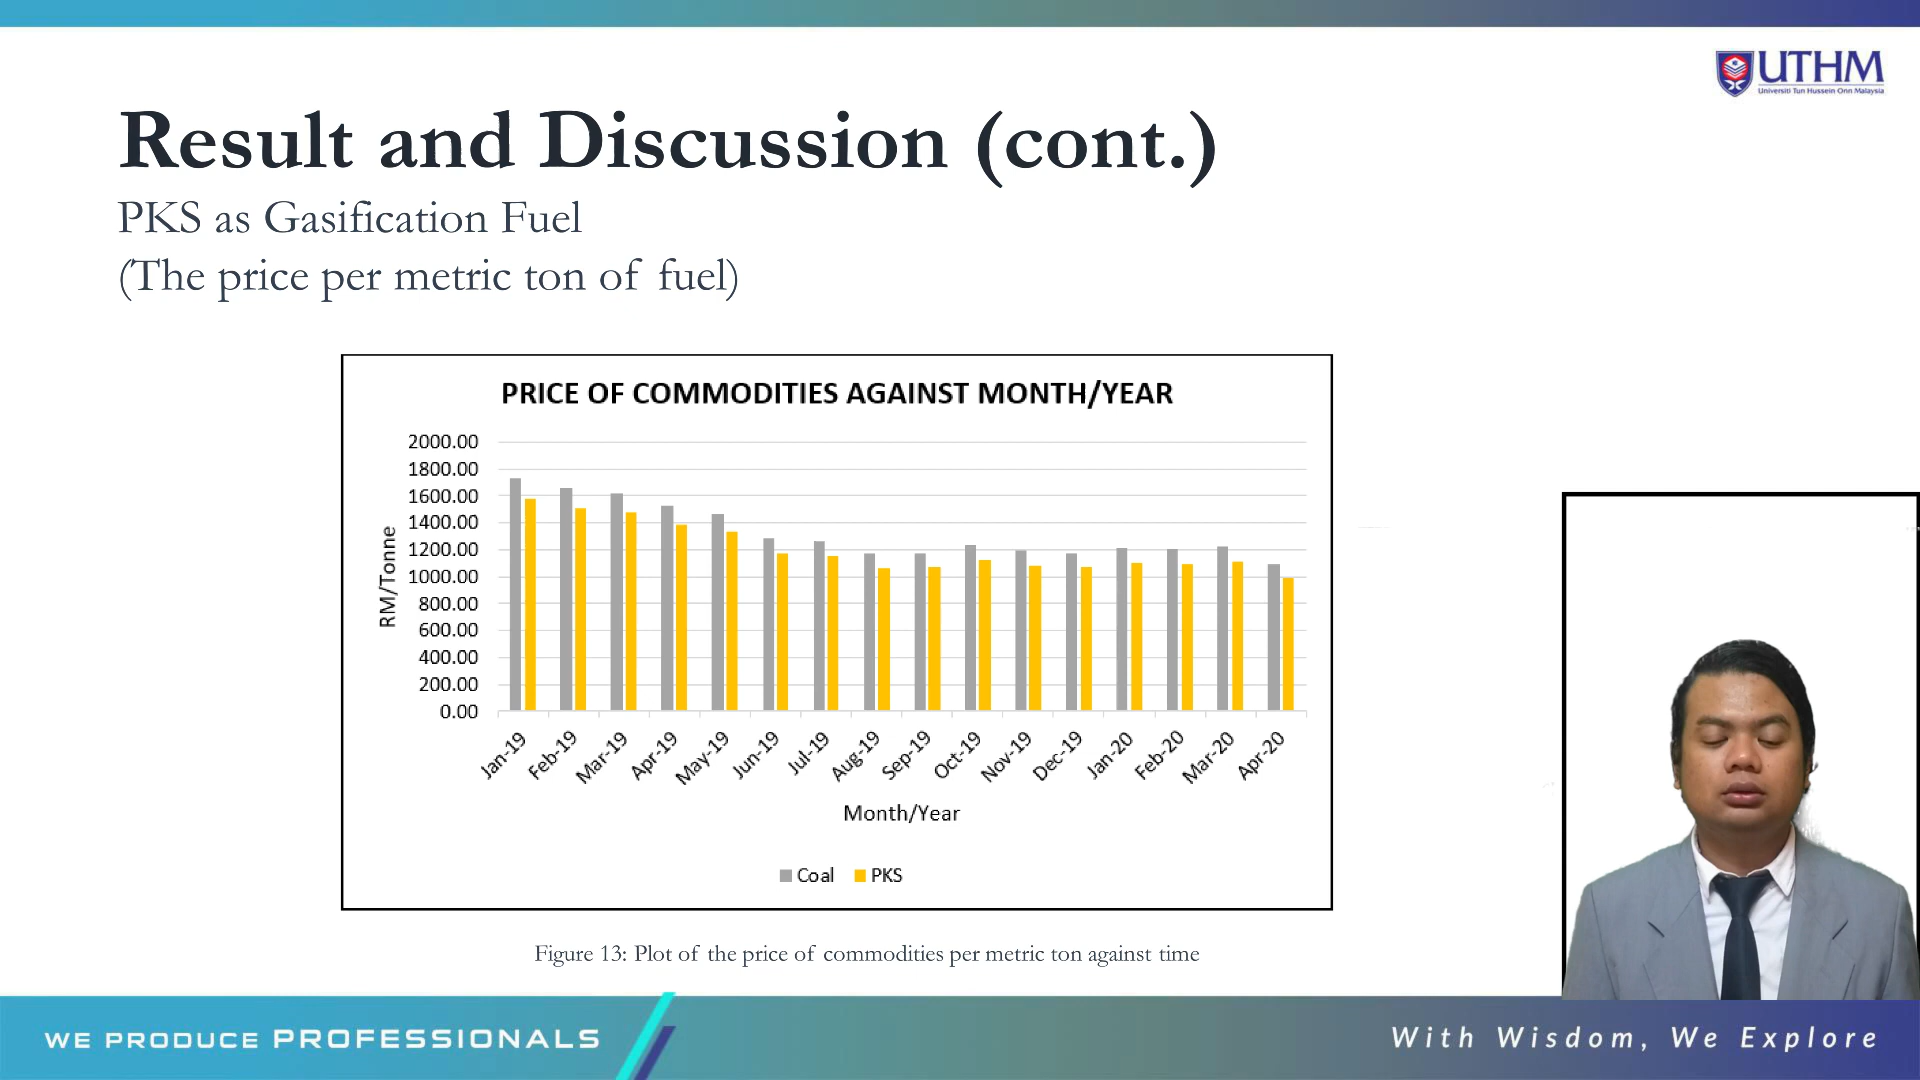 UTHM
Universiti Tun Hussein Onn Malaysia
Result and Discussion (cont.)
PKS as Gasification Fuel
(The price per metric ton of fuel)
PRICE OF COMMODITIES AGAINST MONTH/YEAR
RM/Tonne
2000.00
1800.00
1600.00
1400.00
1200.00
1000.00
800.00
600.00
400.00
200.00
0.00
Jan-19 Feb-19 Mar-19 Apr-19 May-19 Jun-19 Jul-19 Aug-19 Sep-19 Oct-19 Nov-19 Dec-19 Jan-20 Feb-20 Mar-20 Apr-20
Month/Year
Coal PKS
Figure 13: Plot of the price of commodities per metric ton against time
WE PRODUCE PROFESSIONALS
With Wisdom, We Explore